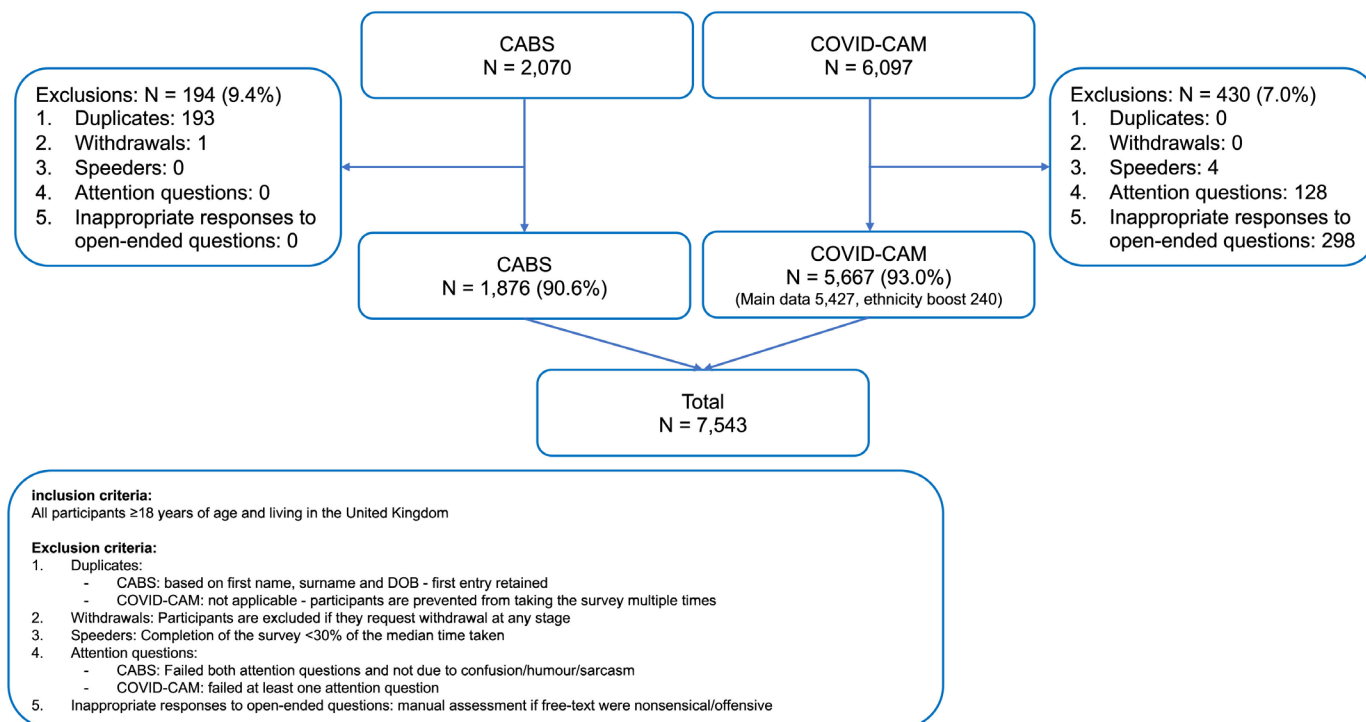 CABS
N = 2,070
COVID-CAM
N = 6,097
Exclusions: N = 194 (9.4%)
1. Duplicates: 193
2. Withdrawals: 1
3. Speeders: 0
4. Attention questions: 0
5. Inappropriate responses to
open-ended questions: 0
Exclusions: N = 430 (7.0%)
1. Duplicates: 0
2. Withdrawals: 0
3. Speeders: 4
4. Attention questions: 128
5. Inappropriate responses to
open-ended questions: 298
CABS
N = 1,876 (90.6%)
COVID-CAM
N = 5,667 (93.0%)
(Main data 5,427, ethnicity boost 240)
Total
N = 7,543
inclusion criteria:
All participants ≥18 years of age and living in the United Kingdom
Exclusion criteria:
1. Duplicates:
- CABS: based on first name, surname and DOB - first entry retained
- COVID-CAM: not applicable - participants are prevented from taking the survey multiple times
2. Withdrawals: Participants are excluded if they request withdrawal at any stage
3. Speeders: Completion of the survey <30% of the median time taken
4. Attention questions:
- CABS: Failed both attention questions and not due to confusion/humour/sarcasm
- COVID-CAM: failed at least one attention question
5. Inappropriate responses to open-ended questions: manual assessment if free-text were nonsensical/offensive